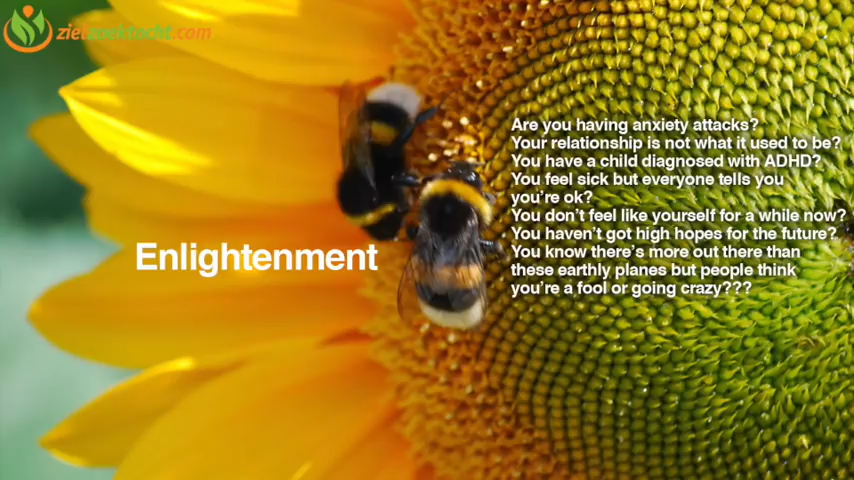 zielzoektocht.com
Are you having anxiety attacks?
Your relationship is not what it used to be?
You have a child diagnosed with ADHD?
You feel sick but everyone tells you
you're ok?
You don't feel like yourself for a while now?
You haven't got high hopes for the future?
You know there's more out there than
these earthly planes but people think
you're a fool or going crazy???
Enlightenment